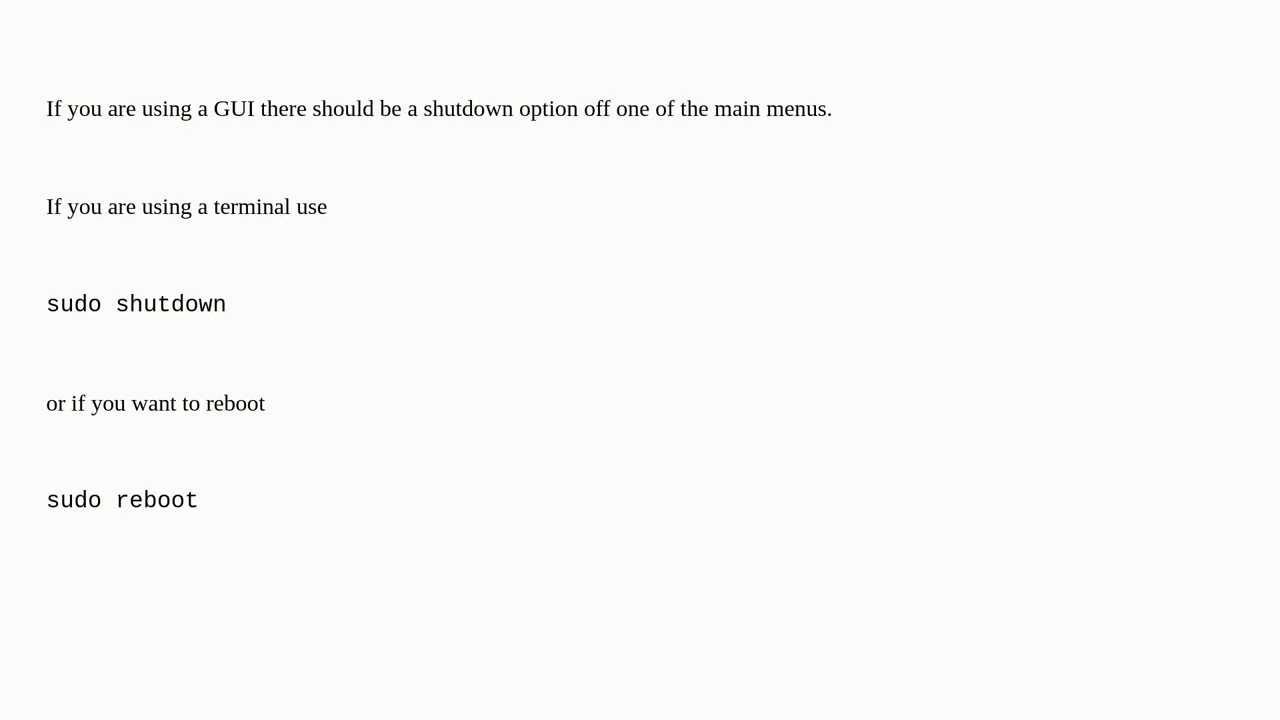 If you are using a GUI there should be a shutdown option off one of the main menus.
If you are using a terminal use
sudo shutdown
or if you want to reboot
sudo reboot